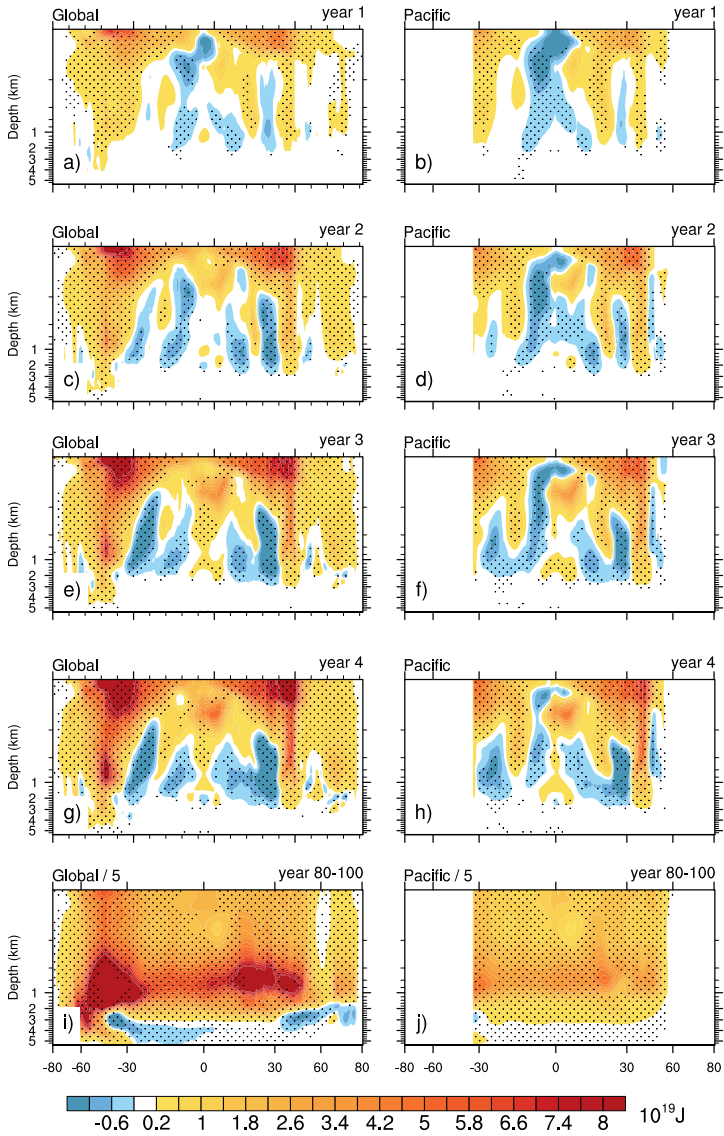 Global year 1 Pacific year 1
Depth (km)
1
2
3
4
5
a) b)
Global year 2 Pacific year 2
Depth (km)
1
2
3
4
5
c) d)
Global year 3 Pacific year 3
Depth (km)
1
2
3
4
5
e) f)
Global year 4 Pacific year 4
Depth (km)
1
2
3
4
5
g) h)
Global / 5 year 80-100 Pacific / 5 year 80-100
Depth (km)
1
2
3
4
5
i) j)
-80 -60 -30 0 30 60 80 -80 -60 -30 0 30 60 80
-0.6 0.2 1 1.8 2.6 3.4 4.2 5 5.8 6.6 7.4 8 10¹⁹J